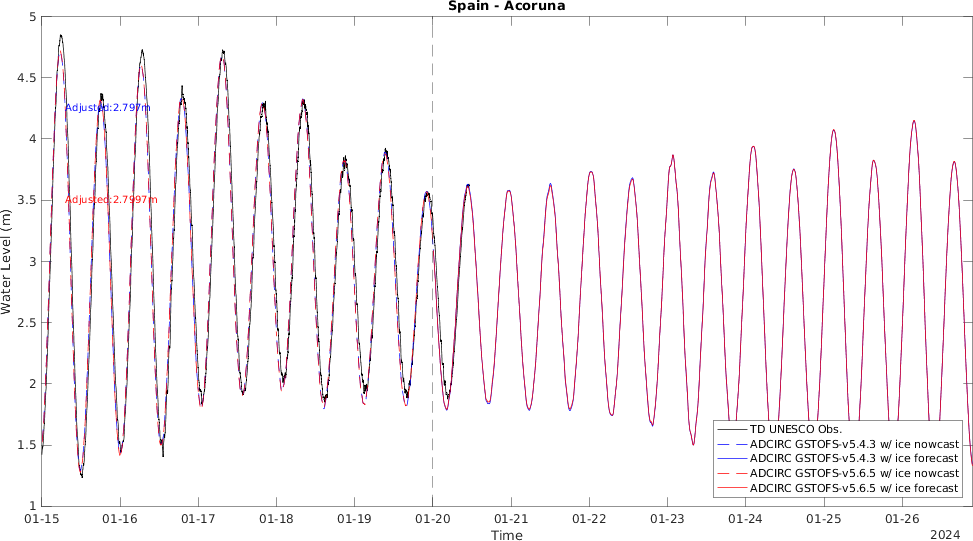 Spain - Acoruna
5
4.5
4
3.5
3
2.5
2
1.5
1
Water Level (m)
Adjusted:2.797m
Adjusted:2.7997m
TD UNESCO Obs.
ADCIRC GSTOFS-v5.4.3 w/ ice nowcast
ADCIRC GSTOFS-v5.4.3 w/ ice forecast
ADCIRC GSTOFS-v5.6.5 w/ ice nowcast
ADCIRC GSTOFS-v5.6.5 w/ ice forecast
01-15 01-16 01-17 01-18 01-19 01-20 01-21 01-22 01-23 01-24 01-25 01-26
Time
2024